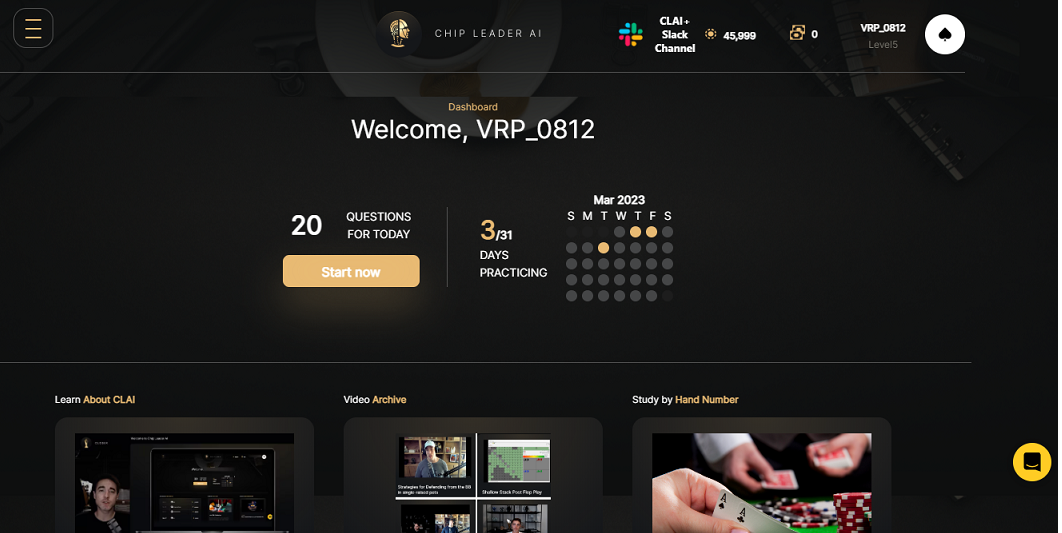 CHIP LEADER AI
CLAI+
Slack
Channel
45,999
0
VRP_0812
Level5
Dashboard
Welcome, VRP_0812
20
QUESTIONS
FOR TODAY
Start now
3/31
DAYS
PRACTICING
Mar 2023
S M T W T F S
Learn About CLAI
Video Archive
Study by Hand Number
Strategies for Defending from the BB
in single-raised pots
Shallow Stack Post Flop Play